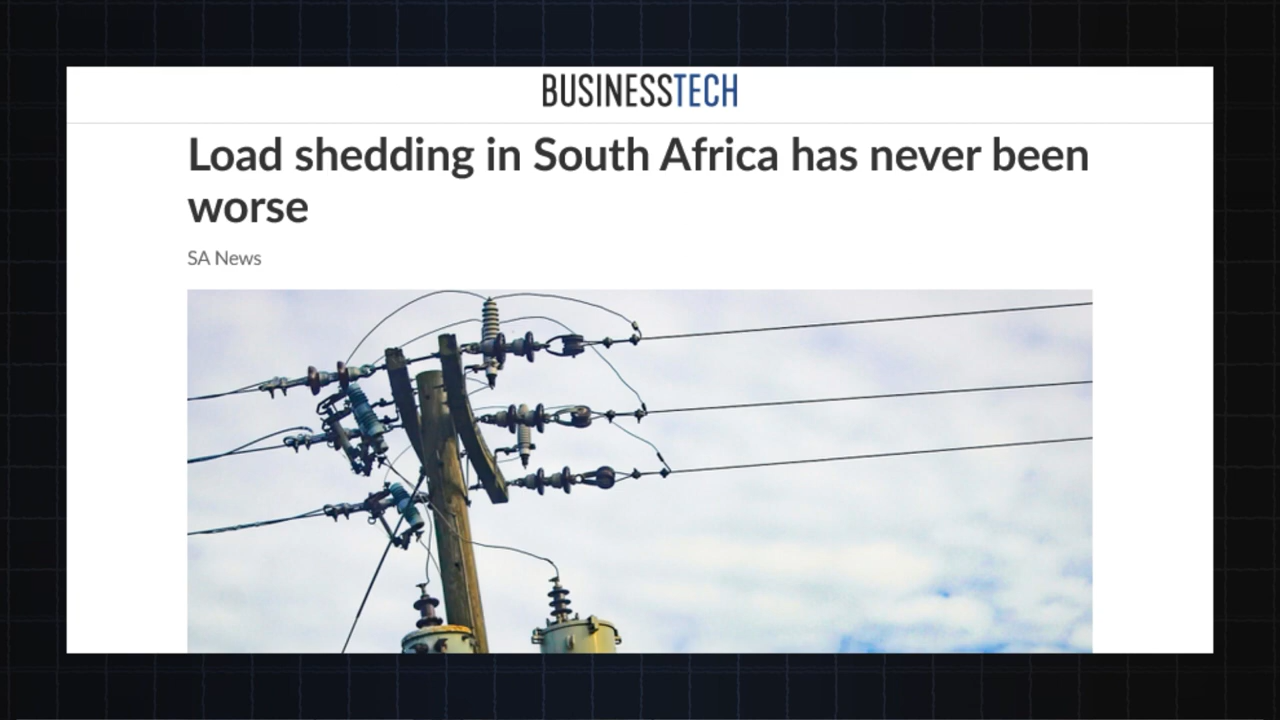 BUSINESSTECH
Load shedding in South Africa has never been
worse
SA News